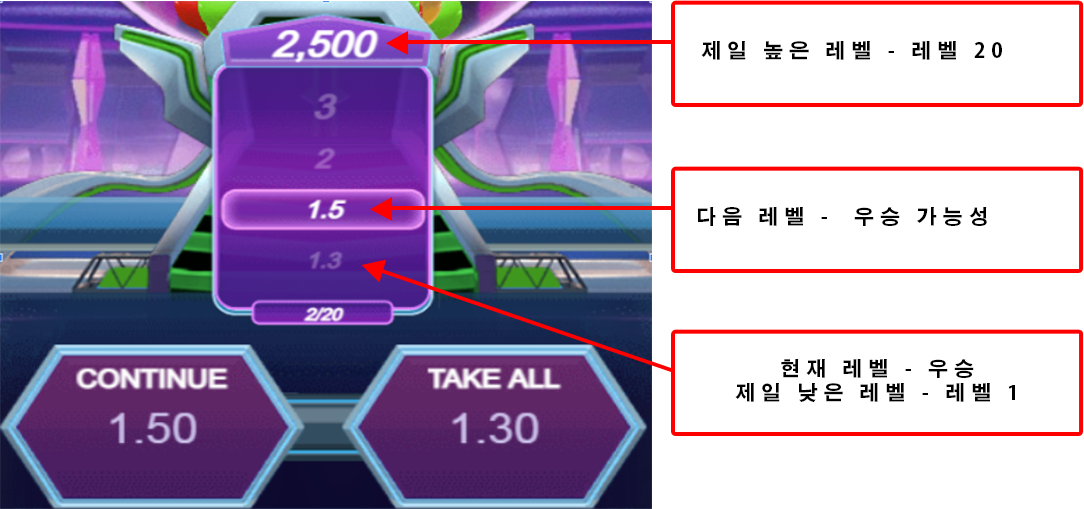 2,500
제일 높은 레벨 - 레벨 20
3
2
1.5
다음 레벨 - 우승 가능성
1.3
2/20
현재 레벨 - 우승
제일 낮은 레벨 - 레벨 1
CONTINUE
1.50
TAKE ALL
1.30